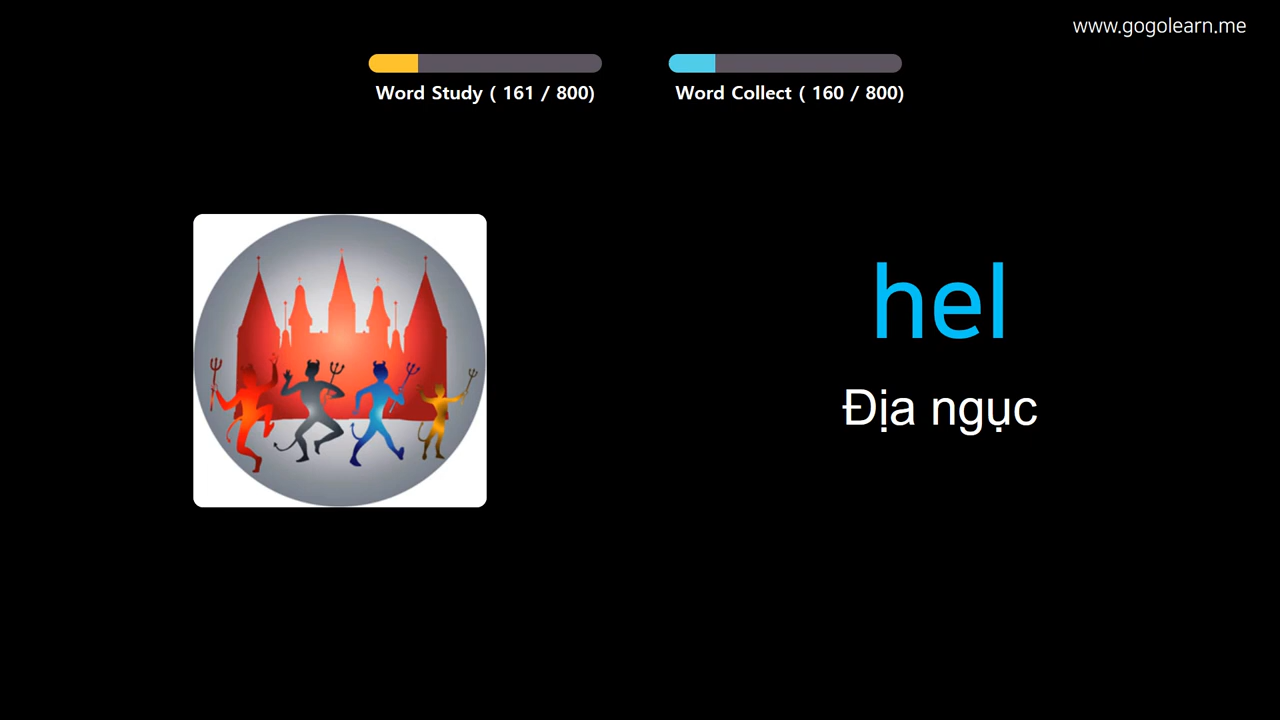 www.gogolearn.me
Word Study ( 161 / 800)
Word Collect ( 160 / 800)
hel
Địa ngục